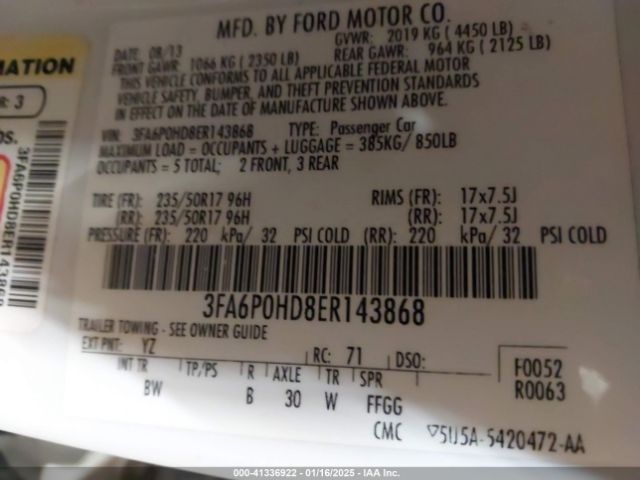 MFD. BY FORD MOTOR CO.
DATE: 08/13
GVWR: 2019 KG ( 4450 LB)
FRONT GAWR: 1066 KG ( 2350 LB)
REAR GAWR: 964 KG ( 2125 LB)
THIS VEHICLE CONFORMS TO ALL APPLICABLE FEDERAL MOTOR
VEHICLE SAFETY, BUMPER, AND THEFT PREVENTION STANDARDS
IN EFFECT ON THE DATE OF MANUFACTURE SHOWN ABOVE.
VIN: 3FA6P0HD8ER143868
TYPE: Passenger Car
MAXIMUM LOAD = OCCUPANTS + LUGGAGE = 385KG/ 850LB
OCCUPANTS = 5 TOTAL; 2 FRONT, 3 REAR
TIRE (FR): 235/50R17 96H RIMS (FR): 17x7.5J
(RR): 235/50R17 96H (RR): 17x7.5J
PRESSURE (FR): 220 kPa/ 32 PSI COLD (RR): 220 kPa/ 32 PSI COLD
3FA6P0HD8ER143868
TRAILER TOWING - SEE OWNER GUIDE
EXT PNT: YZ RC: 71 DSO:
F0052
R0063
INT TR TP/PS R AXLE TR SPR
BW B 30 W FFGG
CMC ▽5U5A-5420472-AA
MATION
R: 3
OS.
3FA6P0HD8ER143868
000-41336922 / 01/16/2025 / IAA Inc.